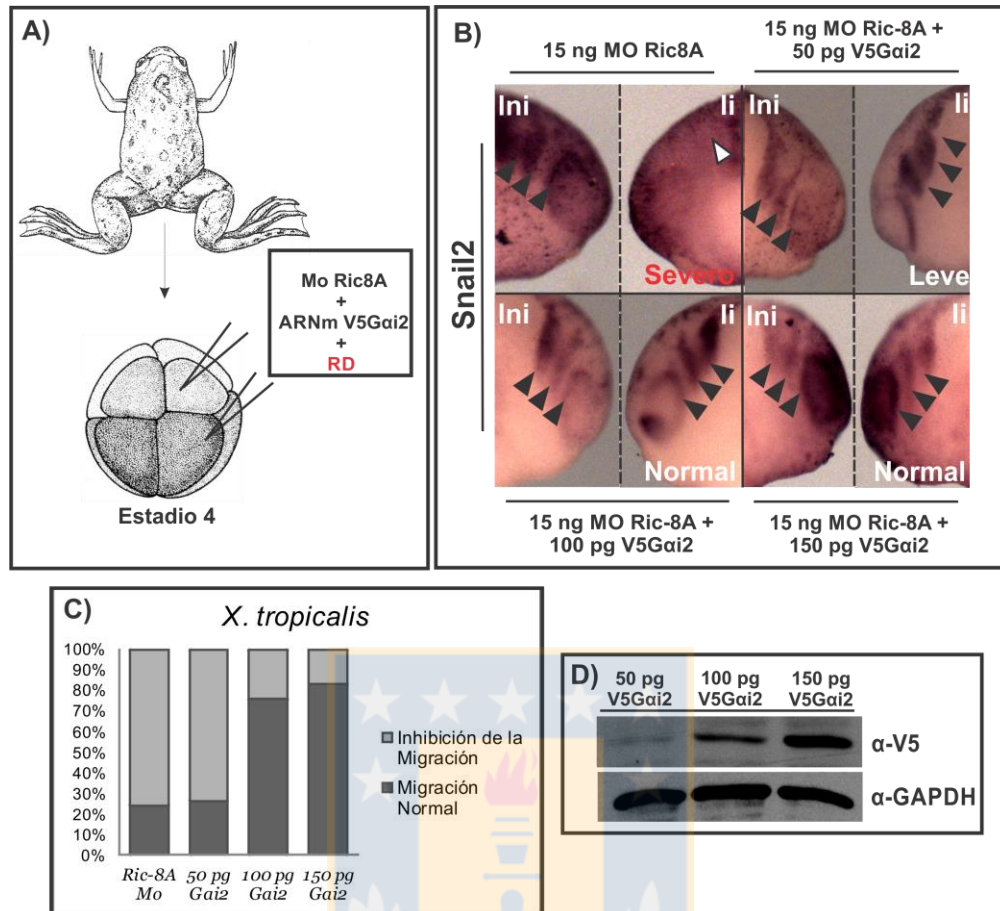 A)
Mo Ric8A
+
ARNm V5Gαi2
+
RD
Estadio 4
B)
15 ng MO Ric8A
15 ng MO Ric-8A +
50 pg V5Gαi2
Snail2
Ini
Ii
Severo
Ini
Ii
Leve
Ini
Ii
Normal
Ini
Ii
Normal
15 ng MO Ric-8A +
100 pg V5Gαi2
15 ng MO Ric-8A +
150 pg V5Gαi2
C)
X. tropicalis
100%
90%
80%
70%
60%
50%
40%
30%
20%
10%
0%
Ric-8A
Mo
50 pg
Gai2
100 pg
Gai2
150 pg
Gai2
Inhibición de la
Migración
Migración
Normal
D)
50 pg
V5Gαi2
100 pg
V5Gαi2
150 pg
V5Gαi2
α-V5
α-GAPDH